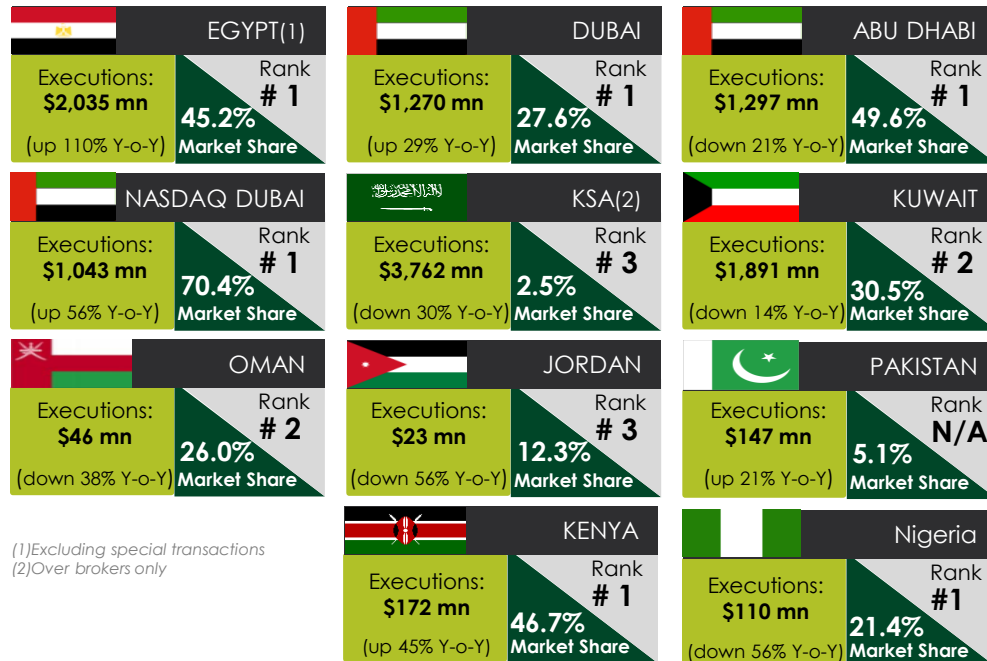 EGYPT(1)
Executions:
$2,035 mn
(up 110% Y-o-Y)
45.2%
Market Share
Rank
# 1
DUBAI
Executions:
$1,270 mn
(up 29% Y-o-Y)
27.6%
Market Share
Rank
# 1
ABU DHABI
Executions:
$1,297 mn
(down 21% Y-o-Y)
49.6%
Market Share
Rank
# 1
NASDAQ DUBAI
Executions:
$1,043 mn
(up 56% Y-o-Y)
70.4%
Market Share
Rank
# 1
KSA(2)
Executions:
$3,762 mn
(down 30% Y-o-Y)
2.5%
Market Share
Rank
# 3
KUWAIT
Executions:
$1,891 mn
(down 14% Y-o-Y)
30.5%
Market Share
Rank
# 2
OMAN
Executions:
$46 mn
(down 38% Y-o-Y)
26.0%
Market Share
Rank
# 2
JORDAN
Executions:
$23 mn
(down 56% Y-o-Y)
12.3%
Market Share
Rank
# 3
PAKISTAN
Executions:
$147 mn
(up 21% Y-o-Y)
5.1%
Market Share
Rank
N/A
KENYA
Executions:
$172 mn
(up 45% Y-o-Y)
46.7%
Market Share
Rank
# 1
Nigeria
Executions:
$110 mn
(down 56% Y-o-Y)
21.4%
Market Share
Rank
#1
(1)Excluding special transactions
(2)Over brokers only